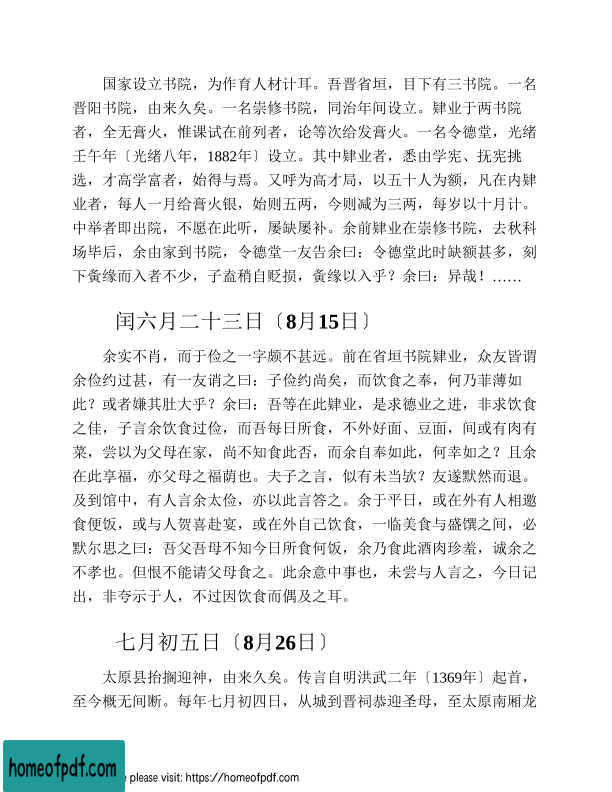 国家设立书院，为作育人材计耳。吾晋省垣，目下有三书院。一名
晋阳书院，由来久矣。一名崇修书院，同治年间设立。肄业于两书院
者，全无膏火，惟课试在前列者，论等次给发膏火。一名令德堂，光绪
壬午年〔光绪八年，1882年〕设立。其中肄业者，悉由学宪、抚宪挑
选，才高学富者，始得与焉。又呼为高才局，以五十人为额，凡在内肄
业者，每人一月给膏火银，始则五两，今则减为三两，每岁以十月计。
中举者即出院，不愿在此听，屡缺屡补。余前肄业在崇修书院，去秋科
场毕后，余由家到书院，令德堂一友告余曰：令德堂此时缺额甚多，刻
下夤缘而入者不少，子盍稍自贬损，夤缘以入乎？余曰：异哉！……
闰六月二十三日〔8月15日〕
余实不肖，而于俭之一字颇不甚远。前在省垣书院肄业，众友皆谓
余俭约过甚，有一友诮之曰：子俭约尚矣，而饮食之奉，何乃菲薄如
此？或者嫌其肚大乎？余曰：吾等在此肄业，是求德业之进，非求饮食
之佳，子言余饮食过俭，而吾每日所食，不外好面、豆面，间或有肉有
菜，尝以为父母在家，尚不知食此否，而余自奉如此，何幸如之？且余
在此享福，亦父母之福荫也。夫子之言，似有未当欤？友遂默然而退。
及到馆中，有人言余太俭，亦以此言答之。余于平日，或在外有人相邀
食便饭，或与人贺喜赴宴，或在外自己饮食，一临美食与盛馔之间，必
默尔思之曰：吾父吾母不知今日所食何饭，余乃食此酒肉珍羞，诚余之
不孝也。但恨不能请父母食之。此余意中事也，未尝与人言之，今日记
出，非夸示于人，不过因饮食而偶及之耳。
七月初五日〔8月26日〕
太原县抬搁迎神，由来久矣。传言自明洪武二年〔1369年〕起首，
至今概无间断。每年七月初四日，从城到晋祠恭迎圣母，至太原南厢龙
homeofpdf.com
e please visit: https://homeofpdf.com